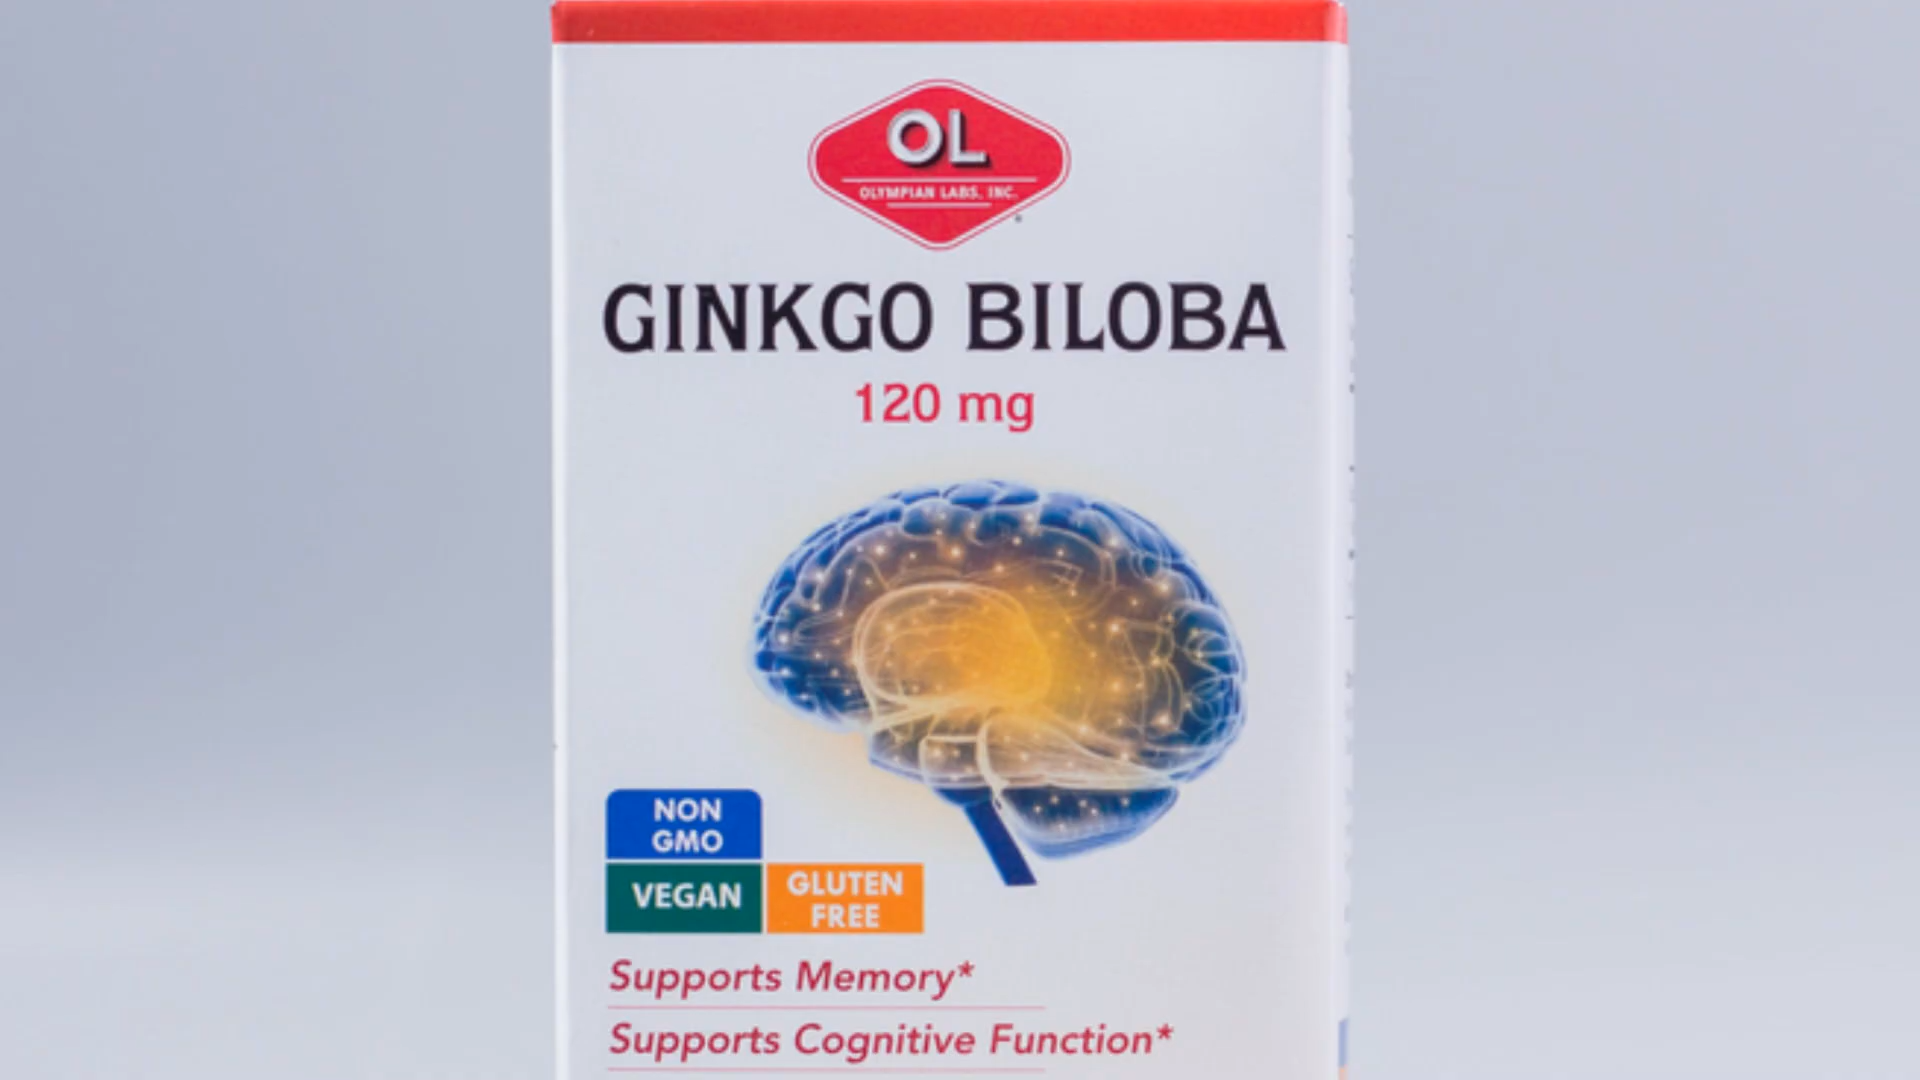 OL
OLYMPIAN LABS. INC.
GINKGO BILOBA
120 mg
NON
GMO
VEGAN
GLUTEN
FREE
Supports Memory*
Supports Cognitive Function*